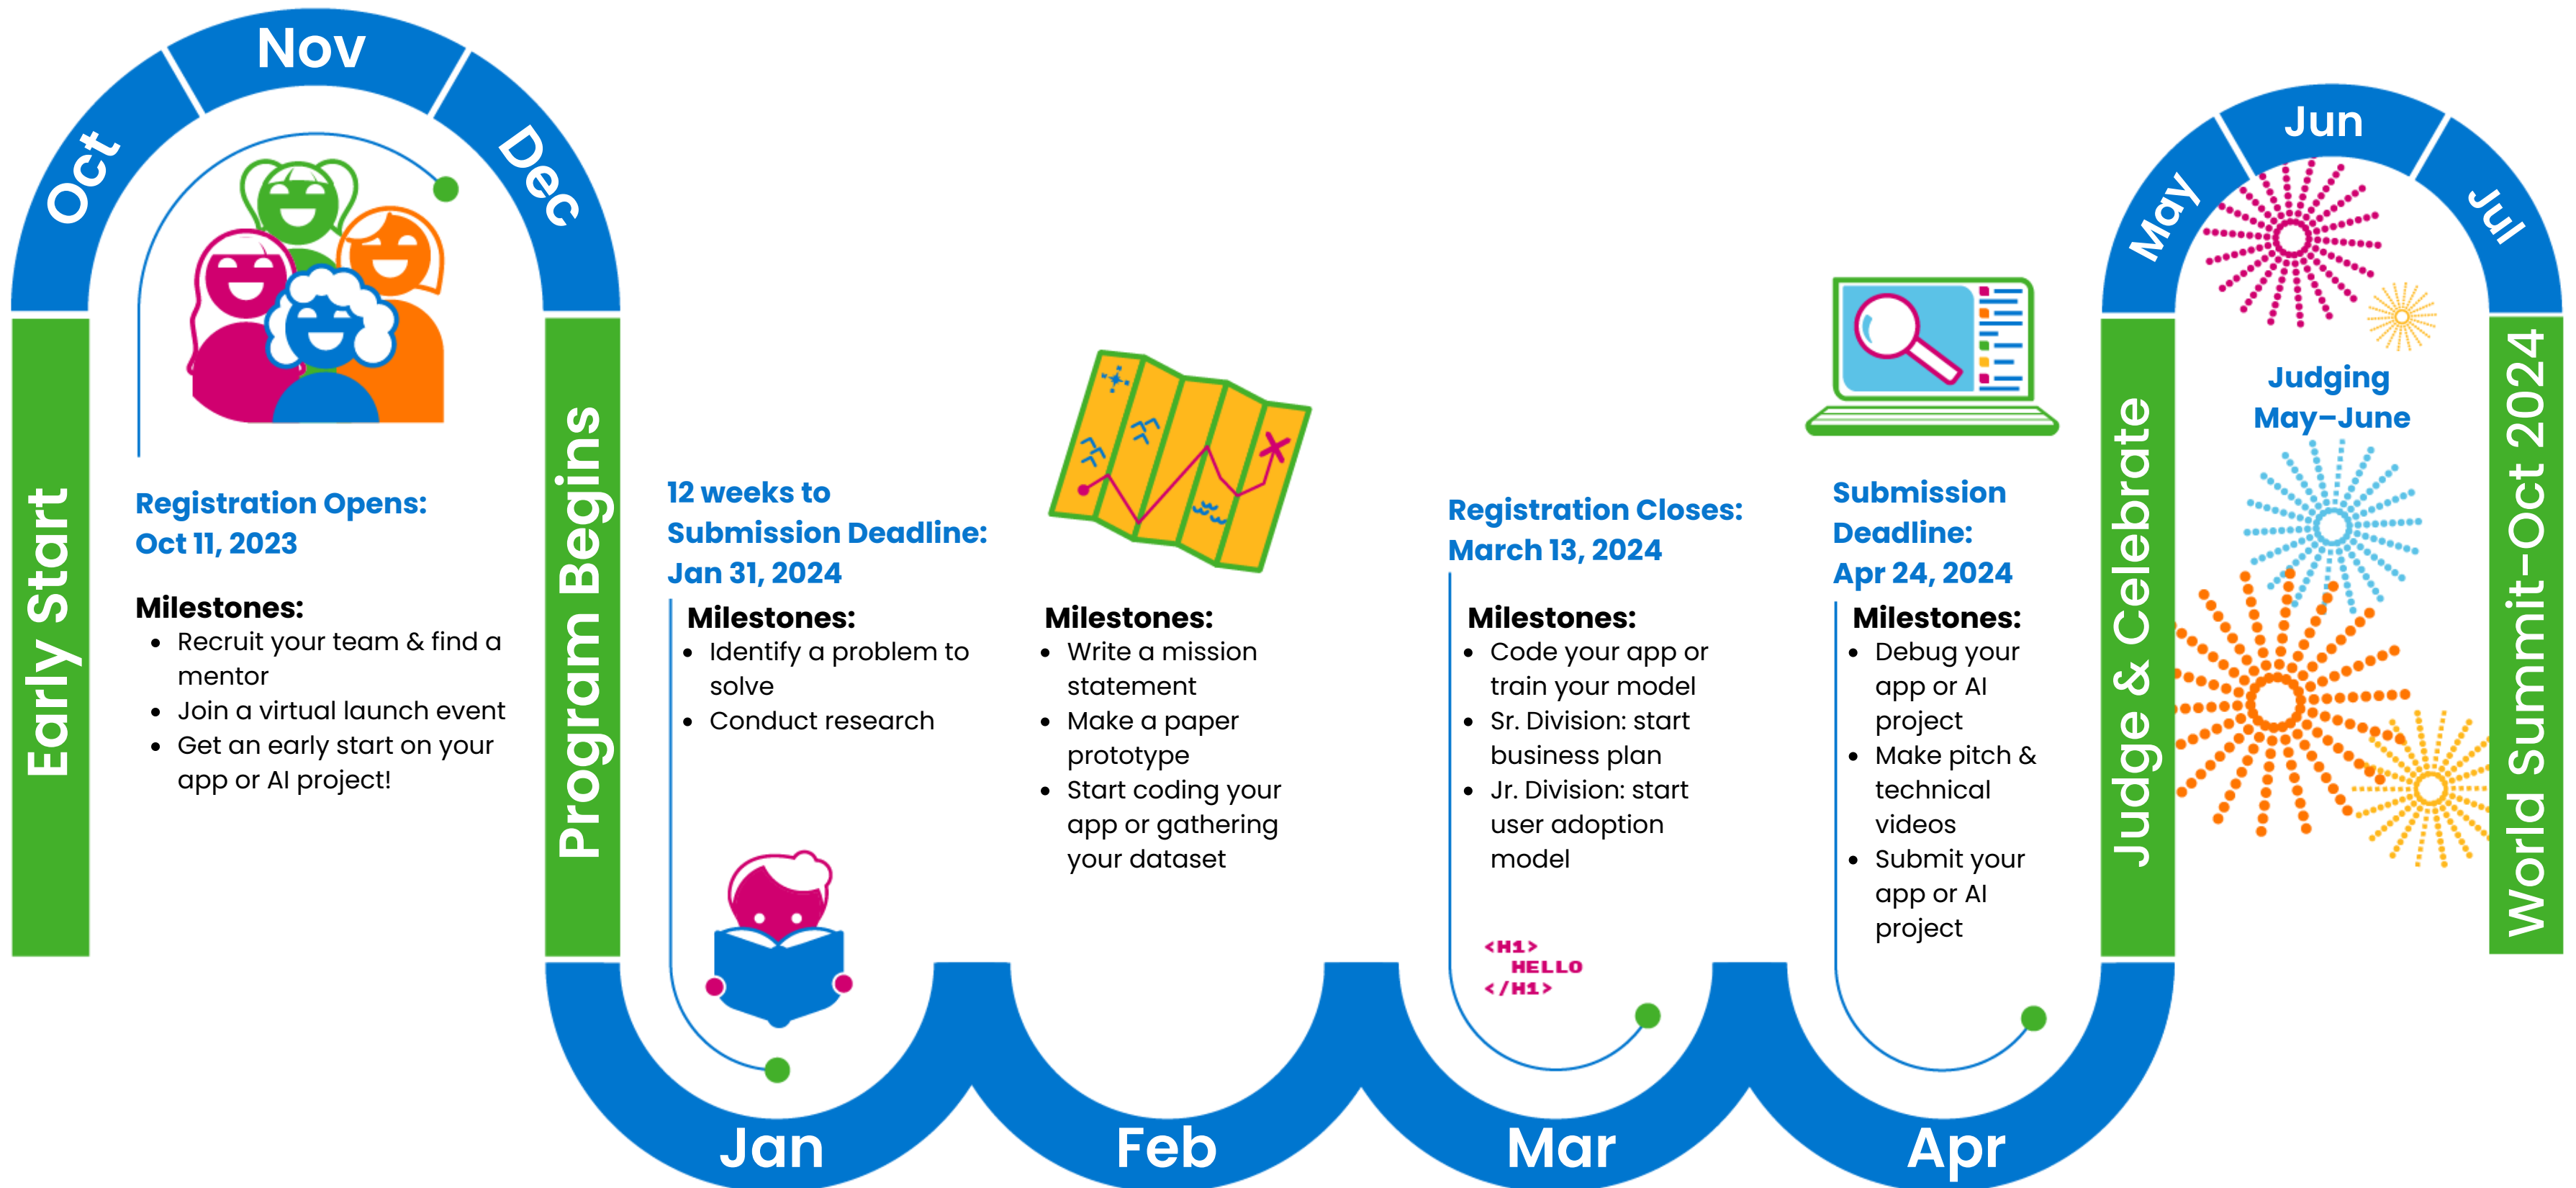 Oct
Nov
Dec
Early Start
Registration Opens:
Oct 11, 2023
Milestones:
• Recruit your team & find a
mentor
• Join a virtual launch event
• Get an early start on your
app or AI project!
Program Begins
12 weeks to
Submission Deadline:
Jan 31, 2024
Milestones:
• Identify a problem to
solve
• Conduct research
Jan
Milestones:
• Write a mission
statement
• Make a paper
prototype
• Start coding your
app or gathering
your dataset
Feb
Registration Closes:
March 13, 2024
Milestones:
• Code your app or
train your model
• Sr. Division: start
business plan
• Jr. Division: start
user adoption
model
<H1>
HELLO
</H1>
Mar
Submission
Deadline:
Apr 24, 2024
Milestones:
• Debug your
app or AI
project
• Make pitch &
technical
videos
• Submit your
app or AI
project
Apr
Judge & Celebrate
May
Jun
Jul
Judging
May–June
World Summit–Oct 2024